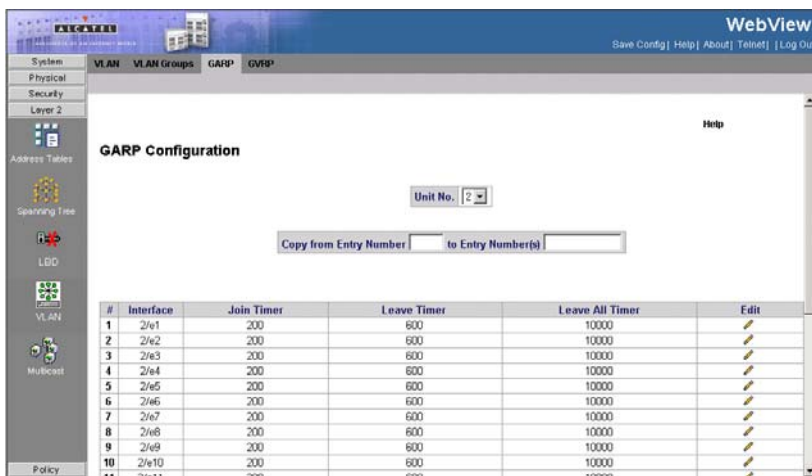 ALCATEL
WebView
Save Config| Help| About| Telnet| |Log Ou
System
Physical
Security
Layer 2
Address Tables
Spanning Tree
LBD
VLAN
Multicast
Policy
VLAN VLAN Groups GARP GVRP
Help
GARP Configuration
Unit No. 2
Copy from Entry Number to Entry Number(s)
# Interface Join Timer Leave Timer Leave All Timer Edit
1 2/e1 200 600 10000
2 2/e2 200 600 10000
3 2/e3 200 600 10000
4 2/e4 200 600 10000
5 2/e5 200 600 10000
6 2/e6 200 600 10000
7 2/e7 200 600 10000
8 2/e8 200 600 10000
9 2/e9 200 600 10000
10 2/e10 200 600 10000